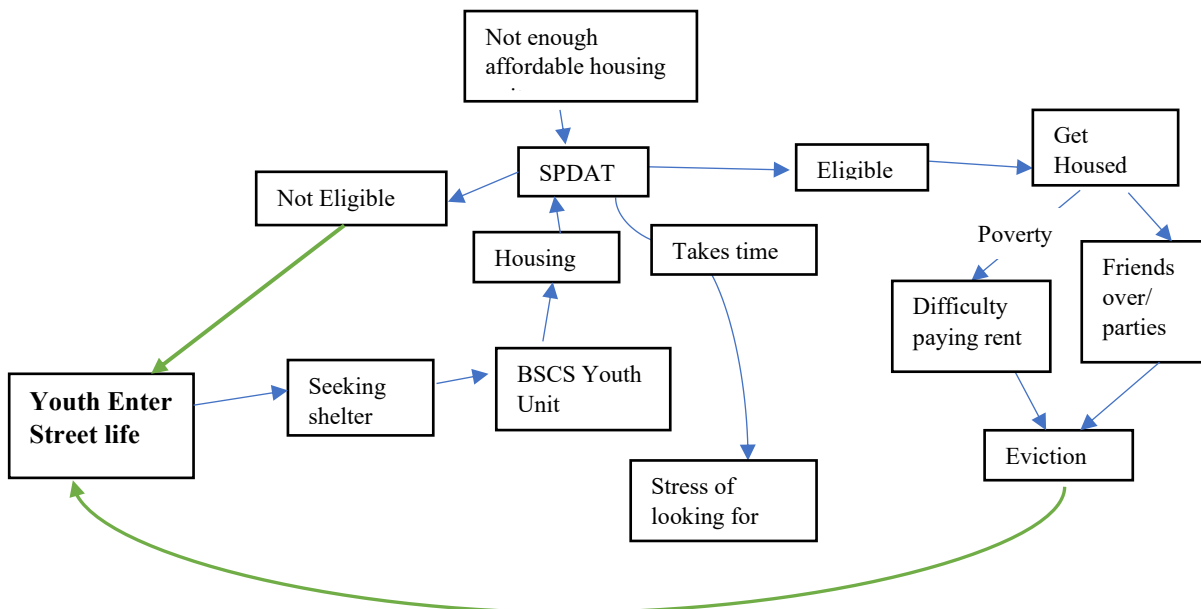 Not enough
affordable housing
SPDAT
Eligible
Get
Housed
Not Eligible
Housing
Takes time
Poverty
Friends
over/
parties
Difficulty
paying rent
Youth Enter
Street life
Seeking
shelter
BSCS Youth
Unit
Eviction
Stress of
looking for